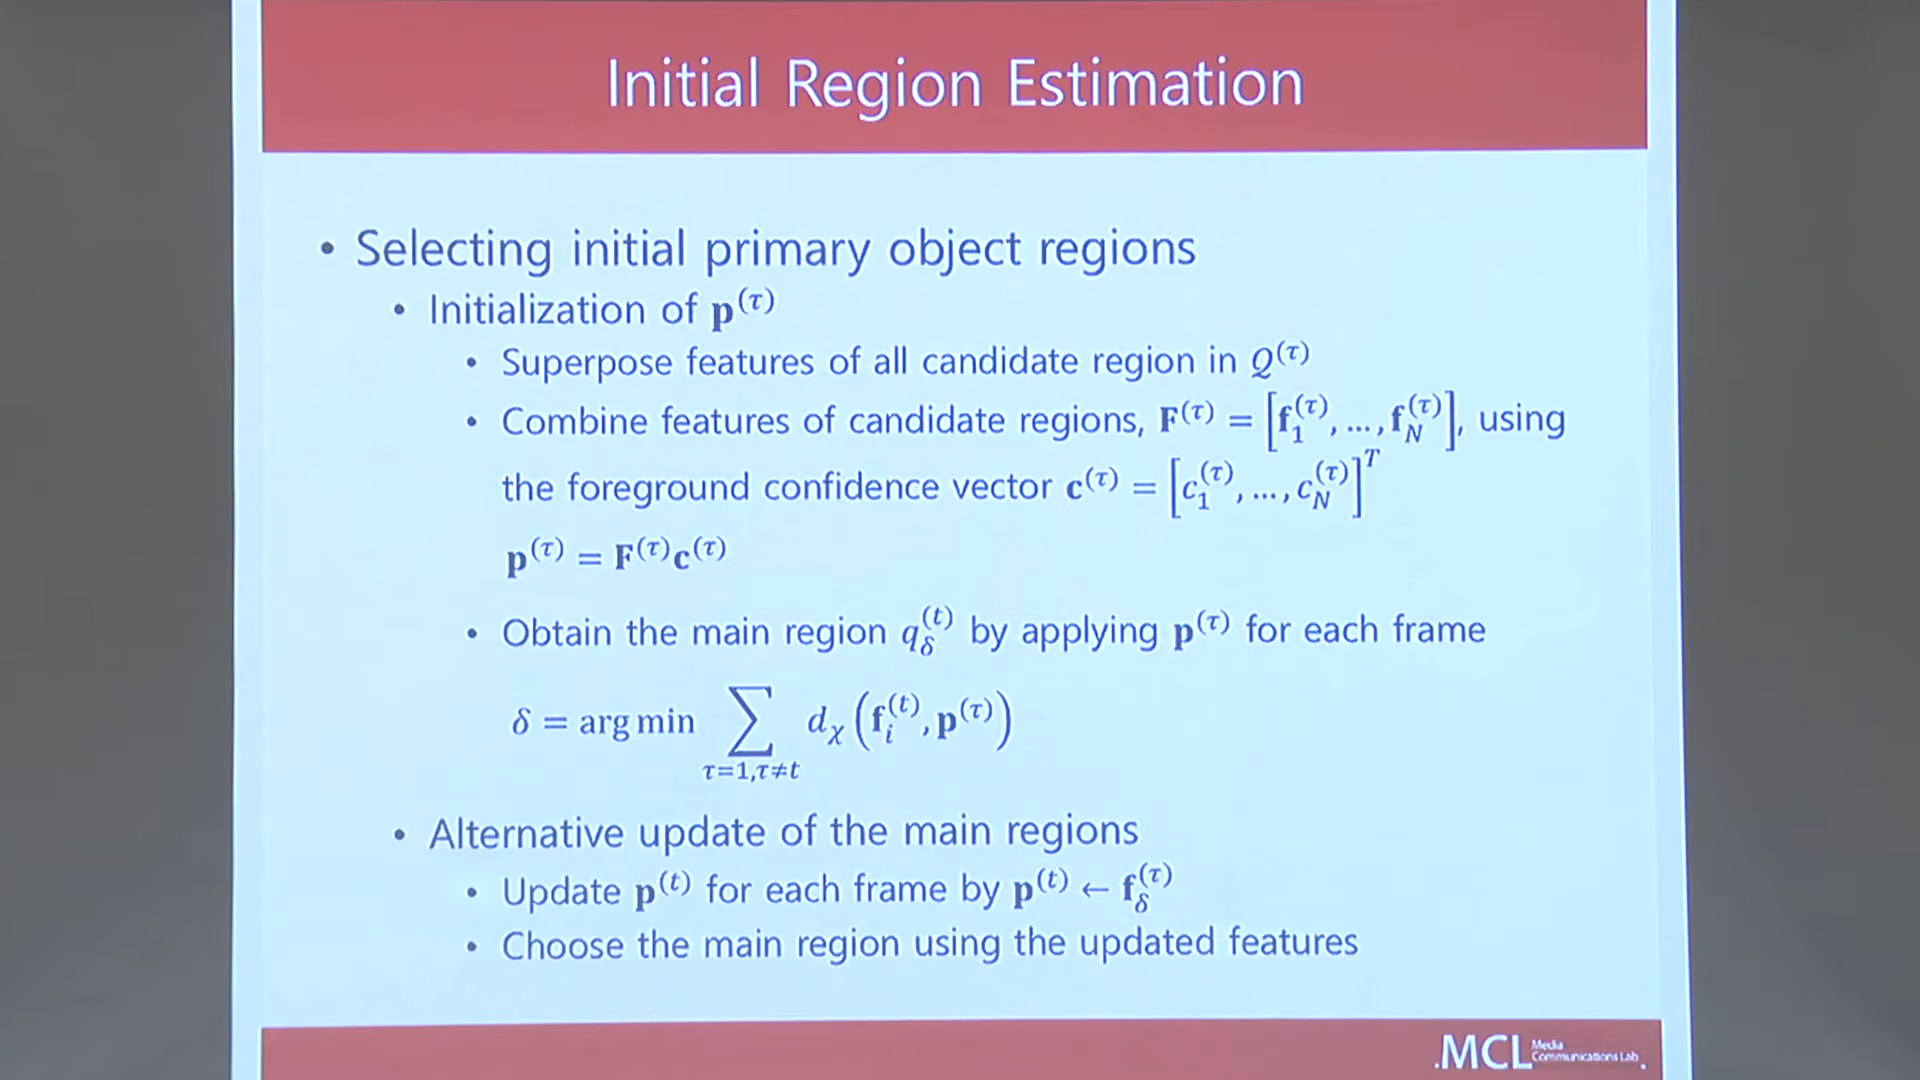 Initial Region Estimation
• Selecting initial primary object regions
• Initialization of p^(τ)
• Superpose features of all candidate region in Q^(τ)
• Combine features of candidate regions, F^(τ) = [f_1^(τ), …, f_N^(τ)], using
the foreground confidence vector c^(τ) = [c_1^(τ), …, c_N^(τ)]^T
p^(τ) = F^(τ)c^(τ)
• Obtain the main region q_δ^(t) by applying p^(τ) for each frame
δ = arg min ∑ d_χ(f_i^(t), p^(τ))
τ=1,τ≠t
• Alternative update of the main regions
• Update p^(t) for each frame by p^(t) ← f_δ^(τ)
• Choose the main region using the updated features
.MCL Media
Communications Lab.